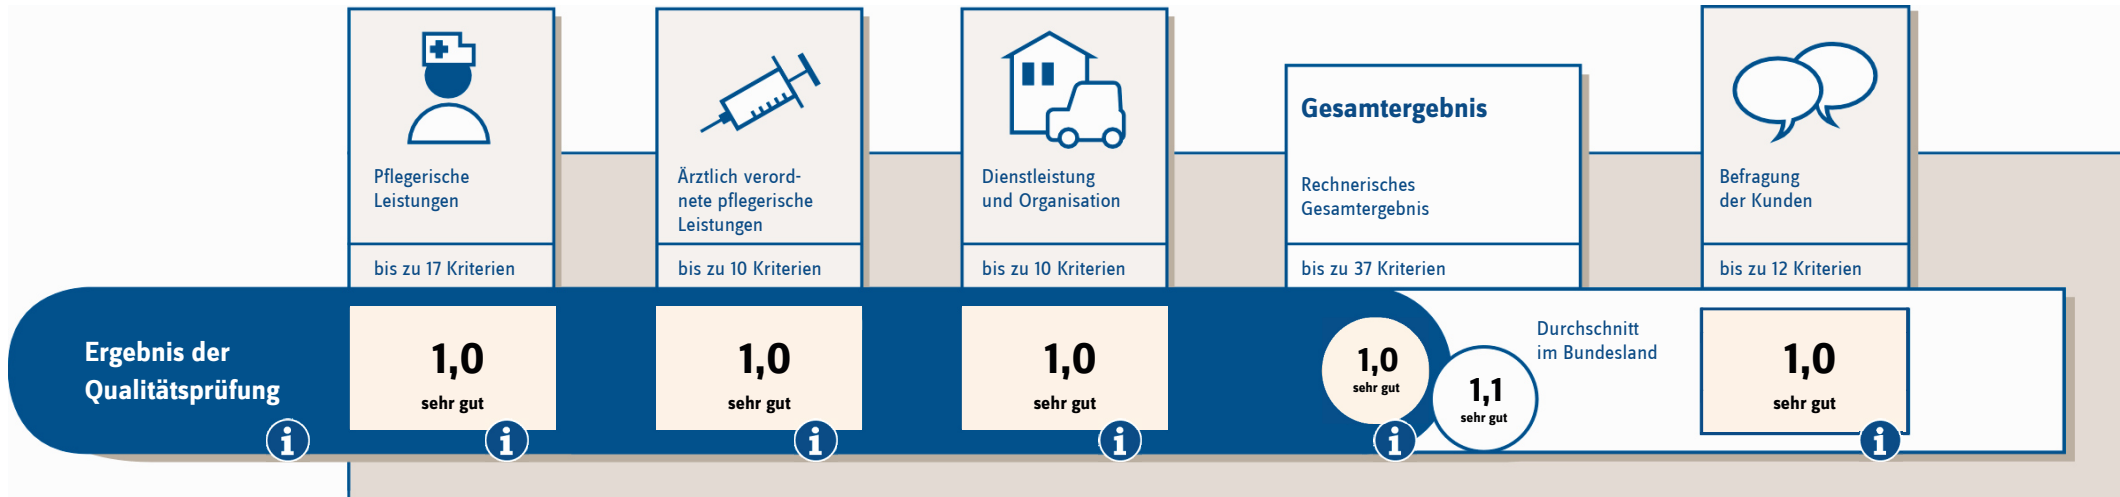 Pflegerische
Leistungen
bis zu 17 Kriterien
Ärztlich verord-
nete pflegerische
Leistungen
bis zu 10 Kriterien
Dienstleistung
und Organisation
bis zu 10 Kriterien
Gesamtergebnis
Rechnerisches
Gesamtergebnis
bis zu 37 Kriterien
Befragung
der Kunden
bis zu 12 Kriterien
Ergebnis der
Qualitätsprüfung
i
1,0
sehr gut
i
1,0
sehr gut
i
1,0
sehr gut
i
1,0
sehr gut
i
1,1
sehr gut
Durchschnitt
im Bundesland
1,0
sehr gut
i